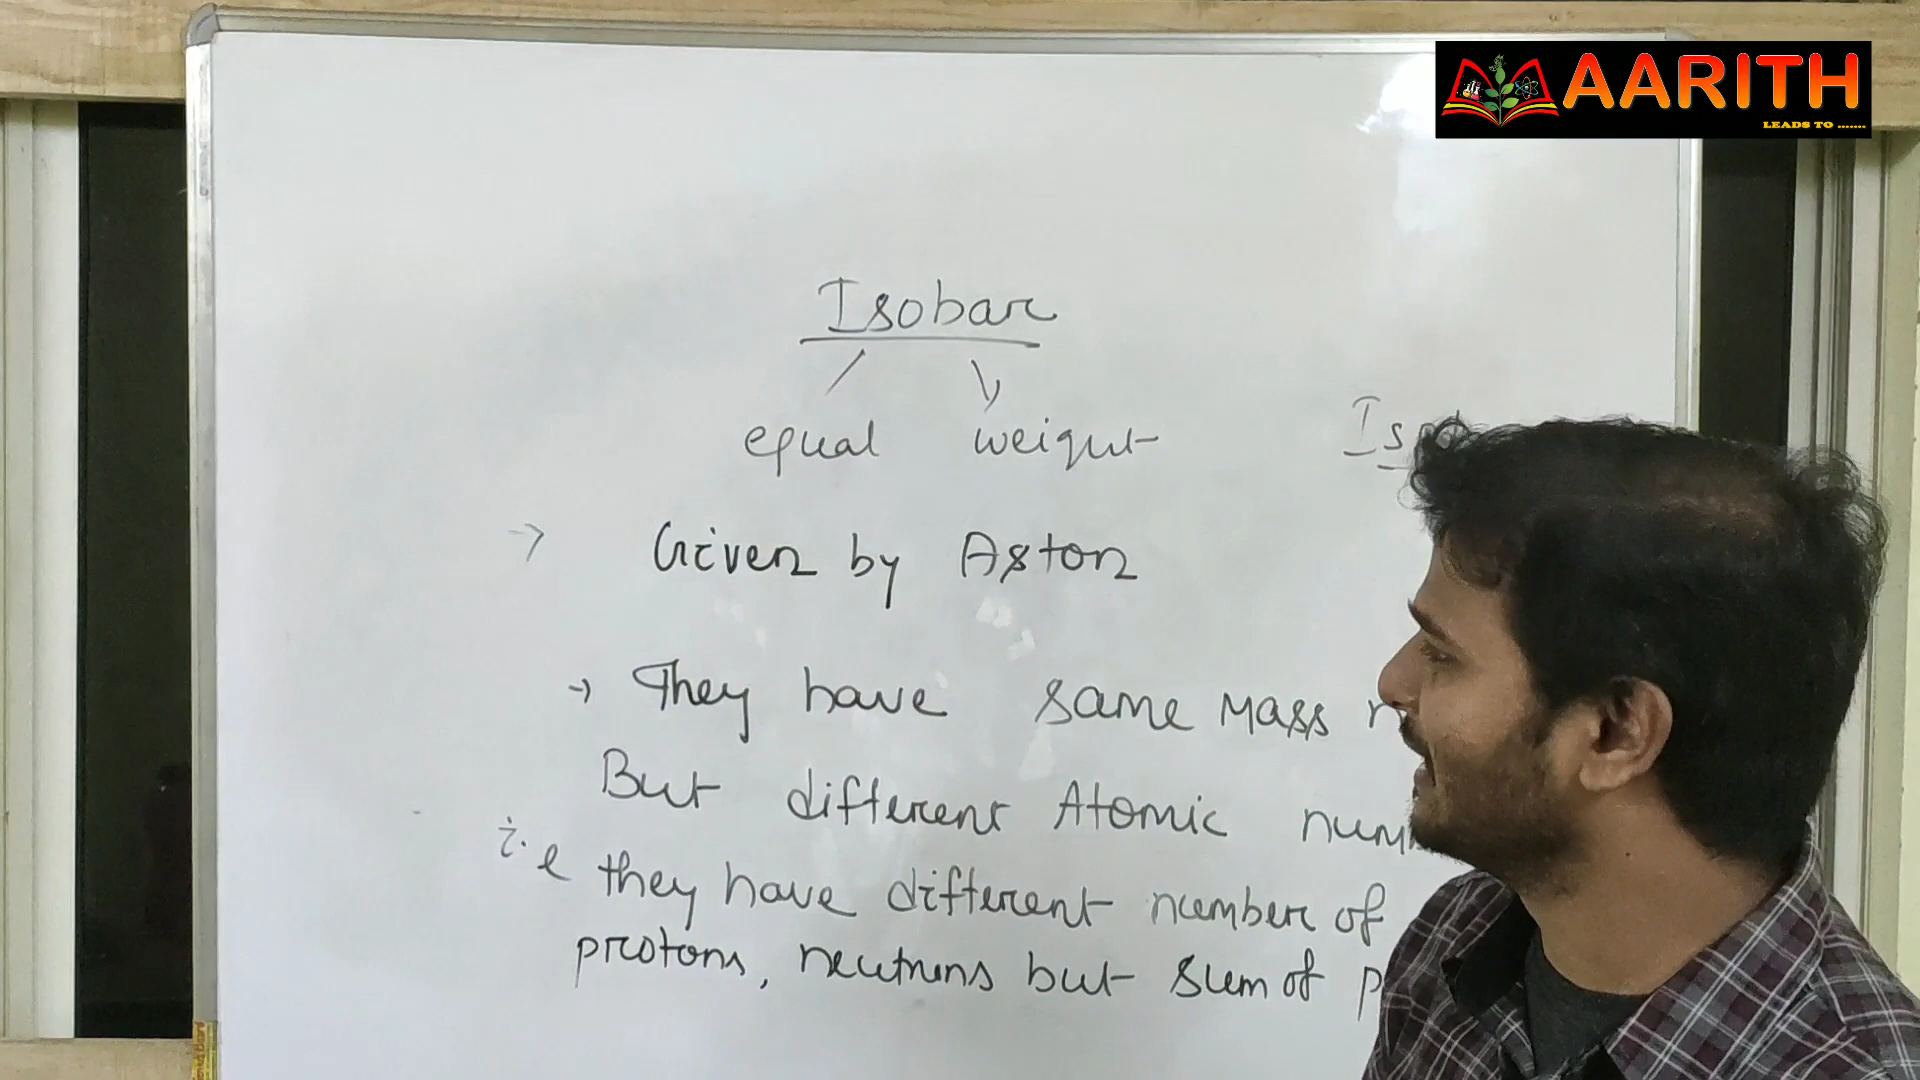 AARITH
LEADS TO .......
Isobar
equal weight
→ Given by Aston
→ They have same mass
But different Atomic
i.e they have different number of
protons, neutrons but sum of